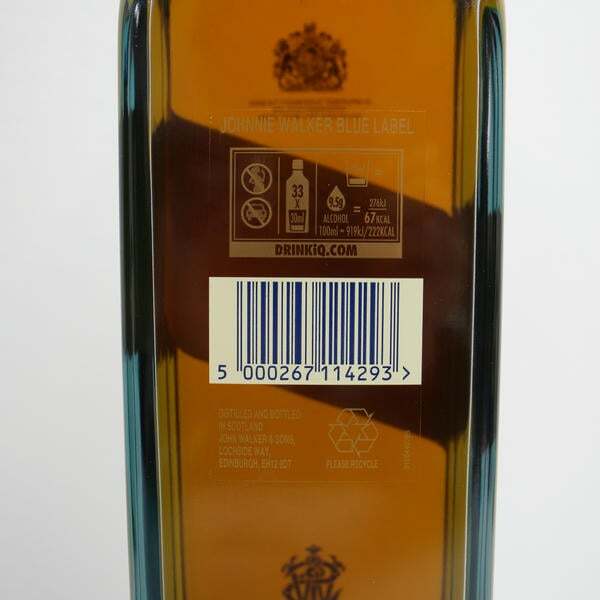 JOHNNIE WALKER BLUE LABEL
33
X
30ml
9.5g
ALCOHOL
=
276kJ
67KCAL
100ml = 919kJ/222KCAL
DRINKiQ.COM
5 000267 114293 >
DISTILLED AND BOTTLED
IN SCOTLAND
JOHN WALKER & SONS,
LOCHSIDE WAY,
EDINBURGH, EH12 9DT
PLEASE RECYCLE